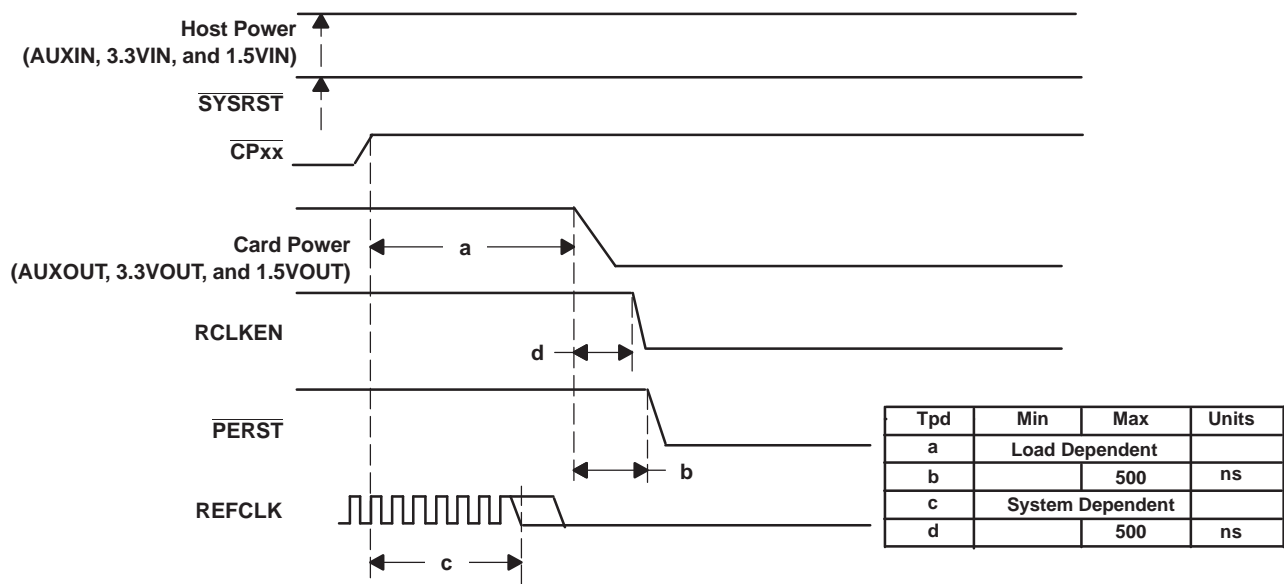 Host Power
(AUXIN, 3.3VIN, and 1.5VIN)
SYSRST
CPxx
Card Power
(AUXOUT, 3.3VOUT, and 1.5VOUT)
a
RCLKEN
d
PERST
b
REFCLK
c
Tpd Min Max Units
a Load Dependent
b 500 ns
c System Dependent
d 500 ns